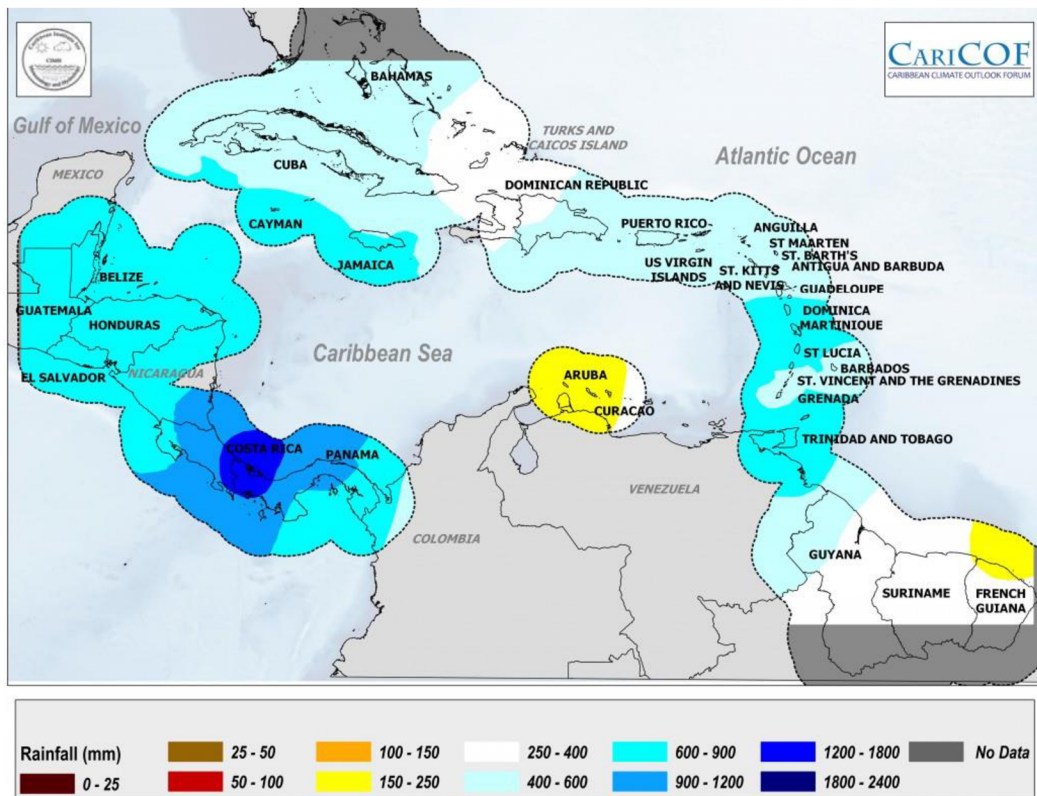 CARICOF
CARIBBEAN CLIMATE OUTLOOK FORUM
BAHAMAS
Gulf of Mexico
TURKS AND
CAICOS ISLAND
Atlantic Ocean
MEXICO
CUBA
DOMINICAN REPUBLIC
CAYMAN
PUERTO RICO
ANGUILLA
ST MAARTEN
ST. BARTH'S
ANTIGUA AND BARBUDA
JAMAICA
US VIRGIN
ISLANDS
ST. KITTS
AND NEVIS
BELIZE
GUADELOUPE
GUATEMALA
DOMINICA
HONDURAS
MARTINIQUE
Caribbean Sea
ST LUCIA
EL SALVADOR
NICARAGUA
ARUBA
BARBADOS
ST. VINCENT AND THE GRENADINES
CURACAO
GRENADA
COSTA RICA
PANAMA
TRINIDAD AND TOBAGO
VENEZUELA
COLOMBIA
GUYANA
SURINAME
FRENCH
GUIANA
Rainfall (mm)
0 - 25
25 - 50
50 - 100
100 - 150
150 - 250
250 - 400
400 - 600
600 - 900
900 - 1200
1200 - 1800
1800 - 2400
No Data